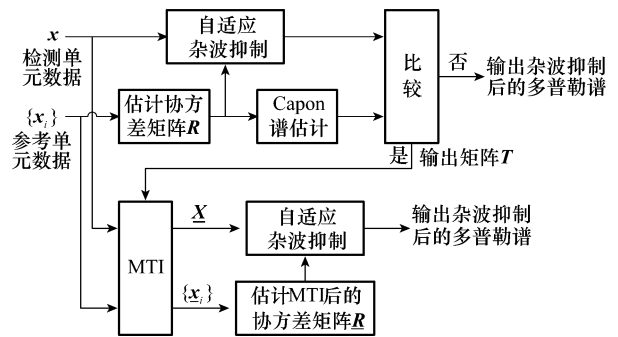 x
检测单
元数据
自适应
杂波抑制
比
较
否
输出杂波抑制
后的多普勒谱
{x_i}
参考单
元数据
估计协方
差矩阵R
Capon
谱估计
是
输出矩阵T
MTI
X
自适应
杂波抑制
输出杂波抑制
后的多普勒谱
{x_i}
估计MTI后的
协方差矩阵R